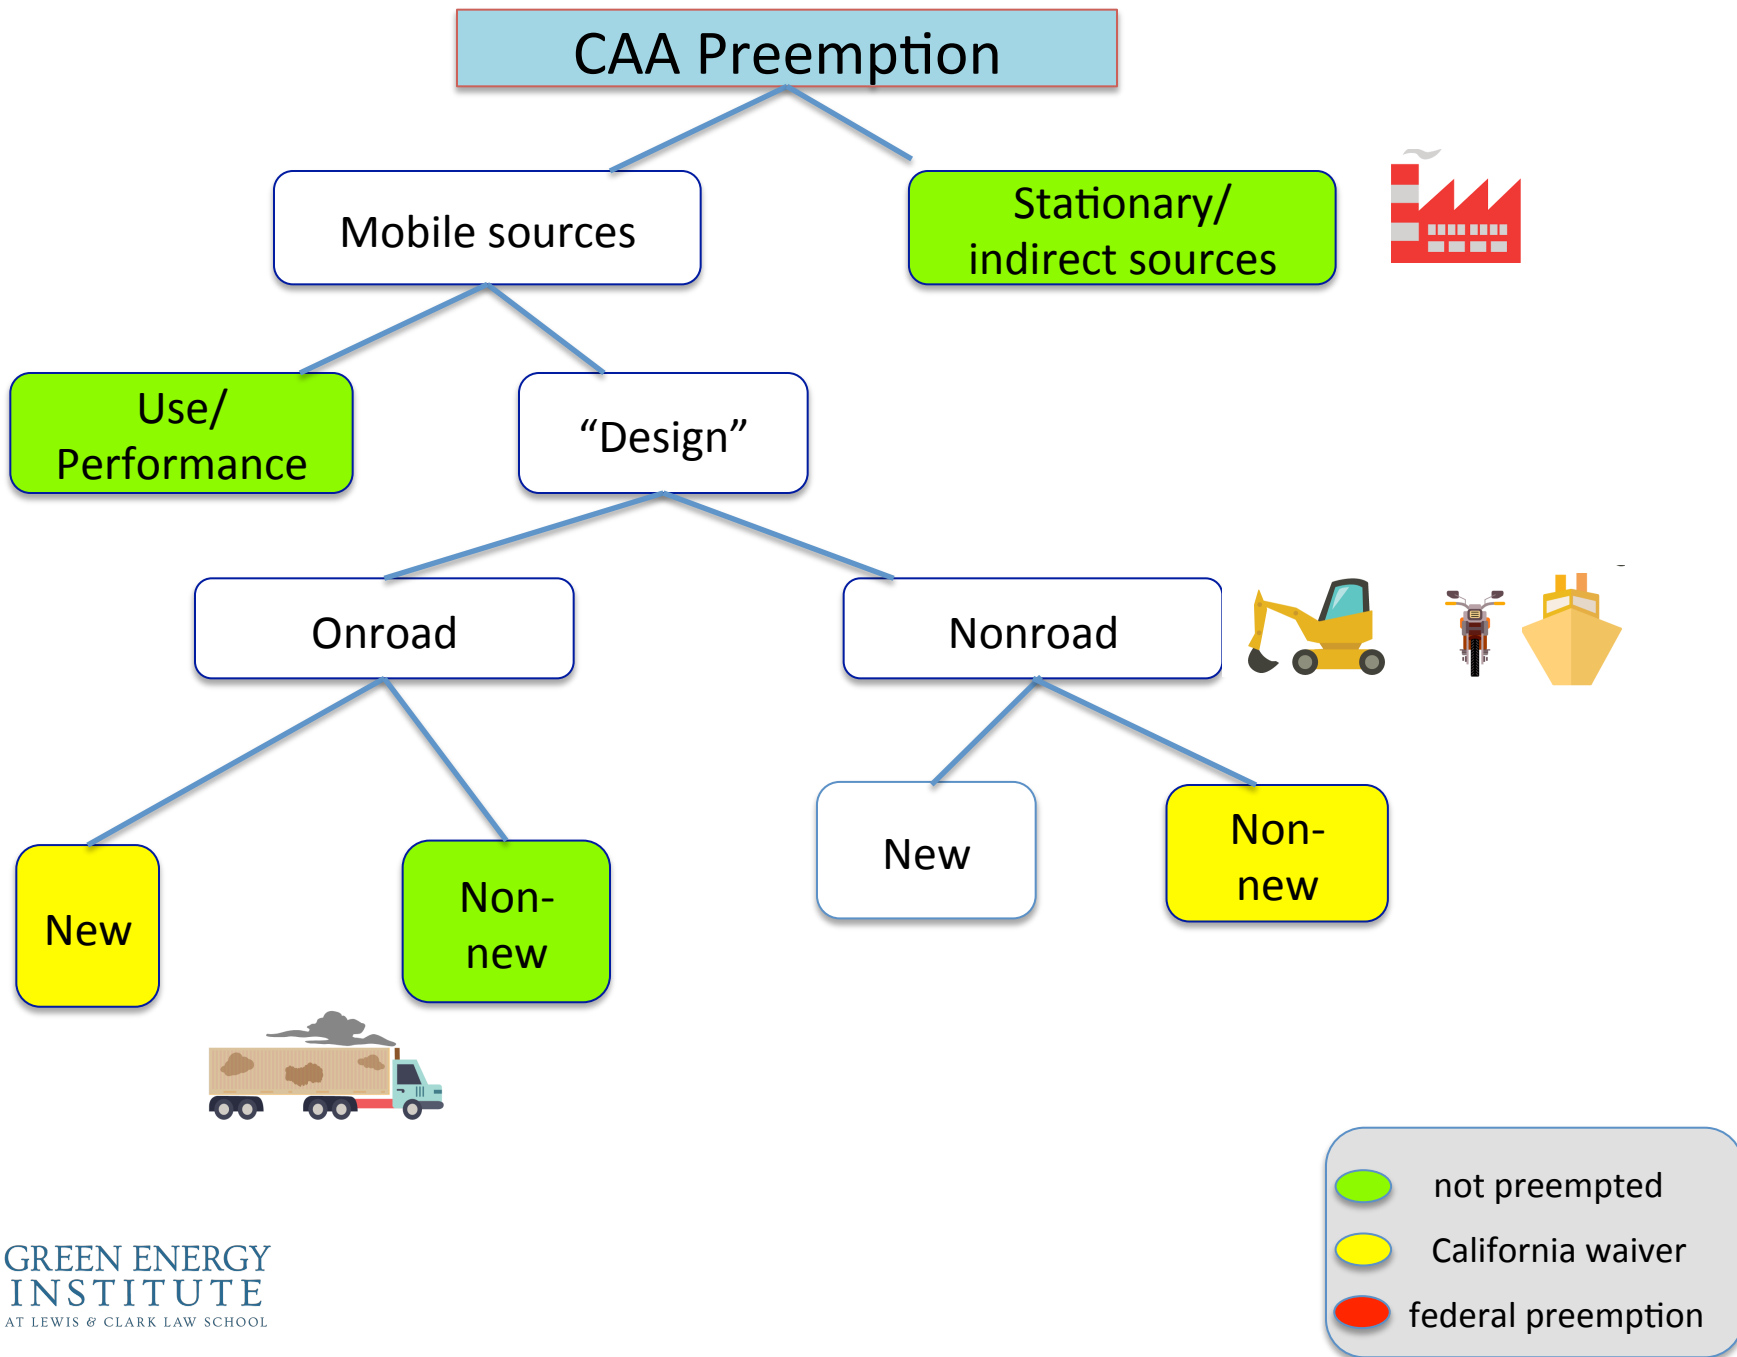 CAA Preemption
Mobile sources
Stationary/
indirect sources
Use/
Performance
“Design”
Onroad
Nonroad
New
Non-
new
New
Non-
new
not preempted
California waiver
federal preemption
GREEN ENERGY
INSTITUTE
AT LEWIS & CLARK LAW SCHOOL